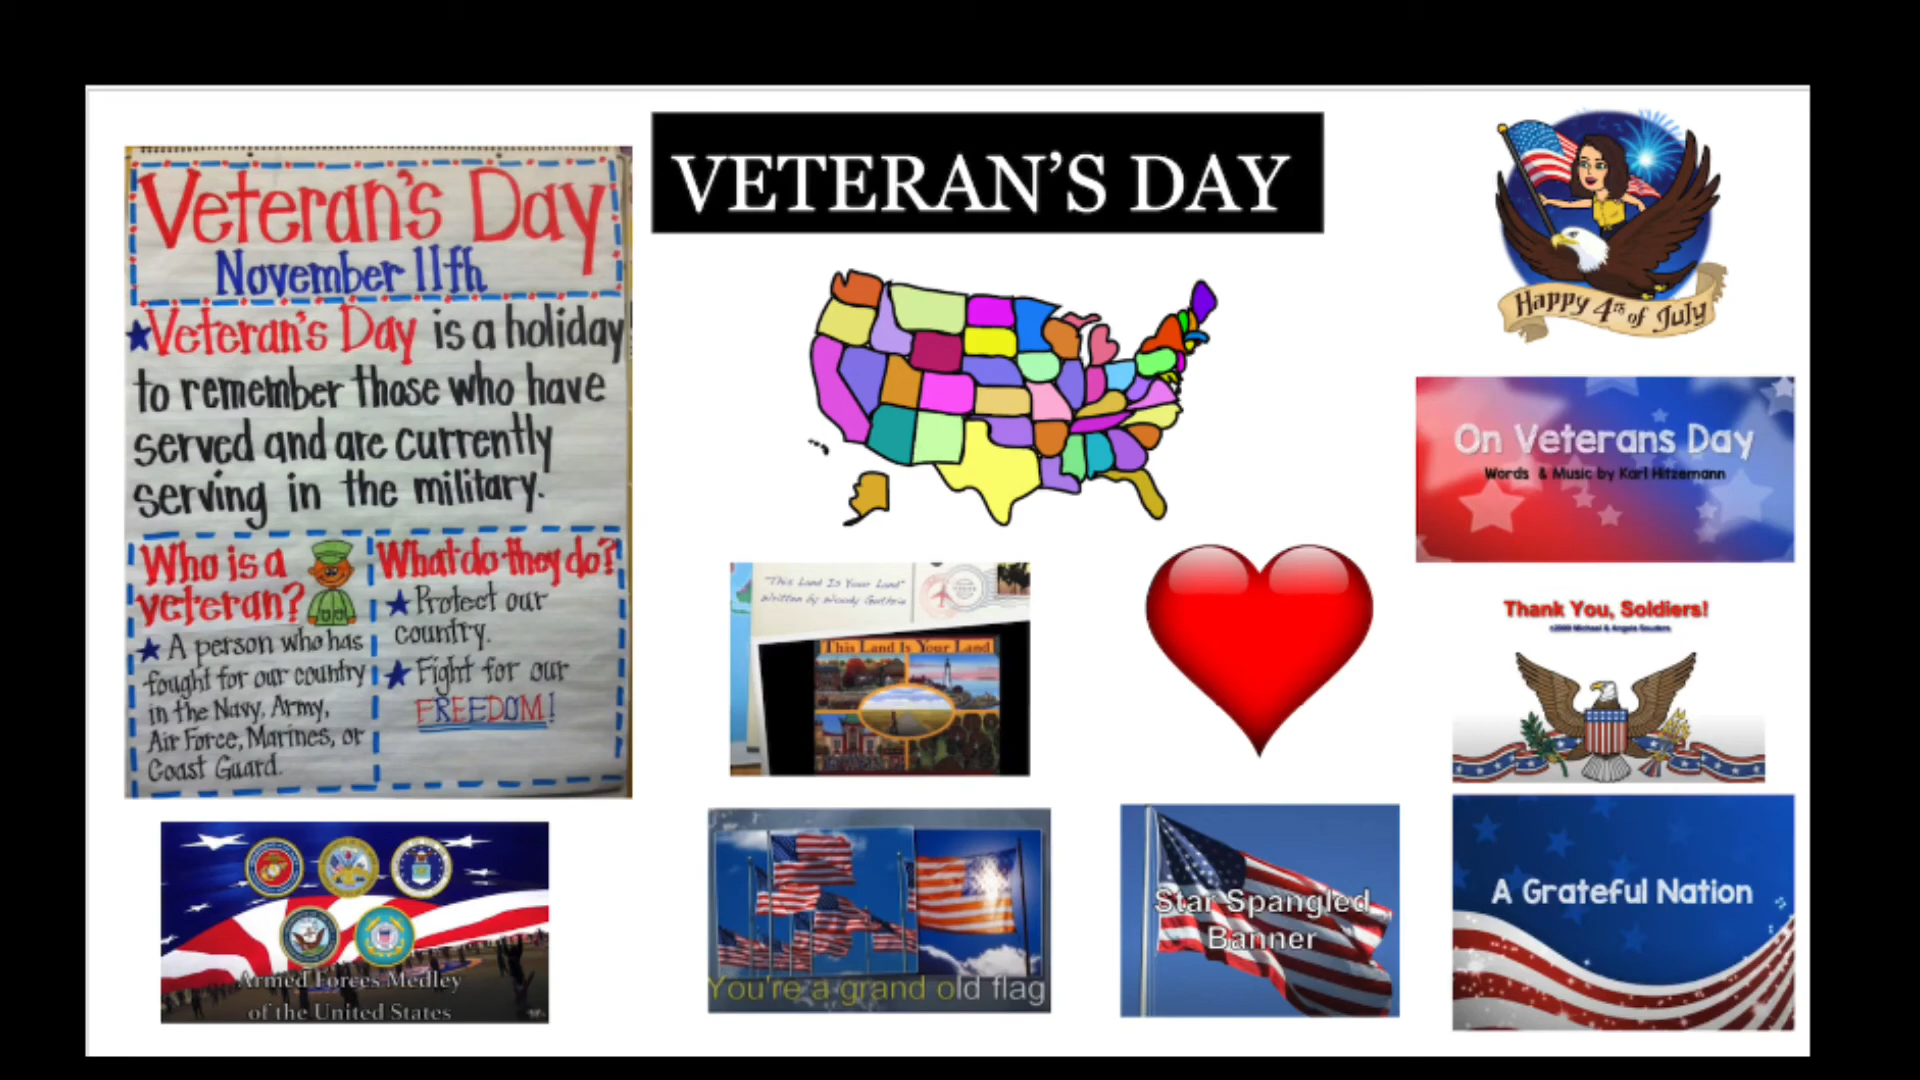 VETERAN'S DAY
Veteran's Day
November 11th
Veteran's Day is a holiday
to remember those who have
served and are currently
serving in the military.
Who is a
veteran?
A person who has
fought for our country
in the Navy, Army,
Air Force, Marines, or
Coast Guard.
What do they do?
Protect our
country.
Fight for our
FREEDOM!
Happy 4th of July
On Veterans Day
Words & Music by Karl Hitzemann
"This Land Is Your Land"
Written by Woody Guthrie
This Land Is Your Land
Thank You, Soldiers!
Armed Forces Medley
of the United States
You're a grand old flag
Star Spangled
Banner
A Grateful Nation